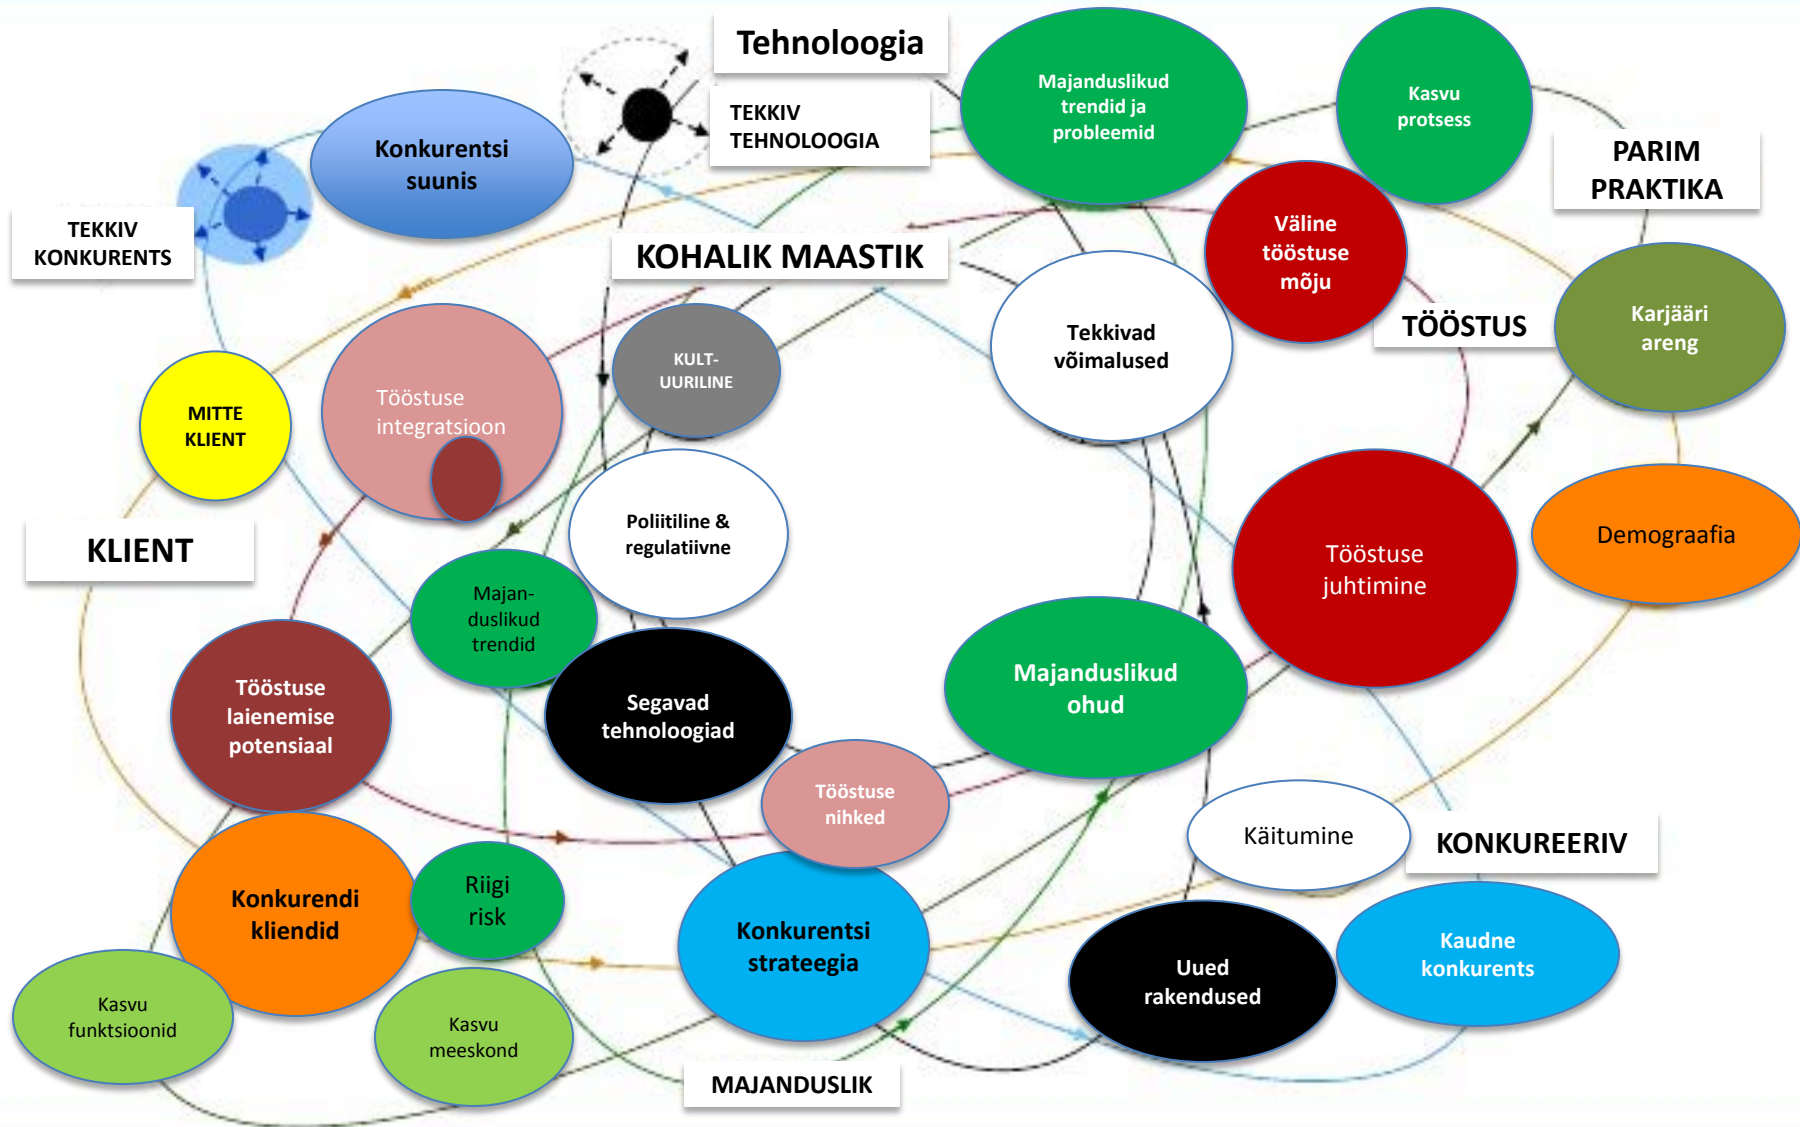 Tehnoloogia
TEKKIV
TEHNOLOOGIA
Majanduslikud
trendid ja
probleemid
Kasvu
protsess
PARIM
PRAKTIKA
Konkurentsi
suunis
TEKKIV
KONKURENTS
KOHALIK MAASTIK
Väline
tööstuse
mõju
TÖÖSTUS
Karjääri
areng
Tekkivad
võimalused
KULT-
UURILINE
Tööstuse
integratsioon
MITTE
KLIENT
KLIENT
Poliitiline &
regulatiivne
Tööstuse
juhtimine
Demograafia
Majan-
duslikud
trendid
Tööstuse
laienemise
potensiaal
Segavad
tehnoloogiad
Majanduslikud
ohud
Tööstuse
nihked
Käitumine
KONKUREERIV
Konkurendi
kliendid
Riigi
risk
Konkurentsi
strateegia
Uued
rakendused
Kaudne
konkurents
Kasvu
funktsioonid
Kasvu
meeskond
MAJANDUSLIK